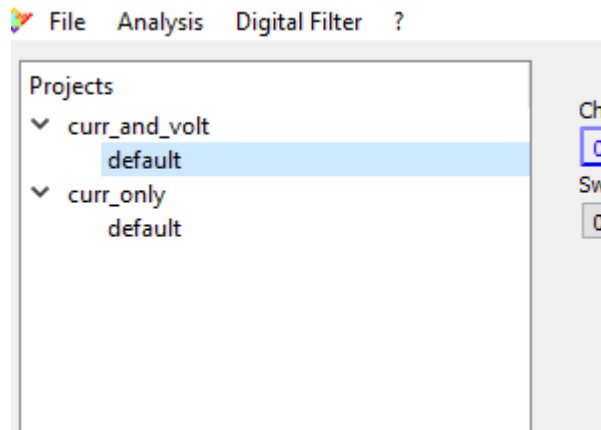 File Analysis Digital Filter ?
Projects
curr_and_volt
default
curr_only
default